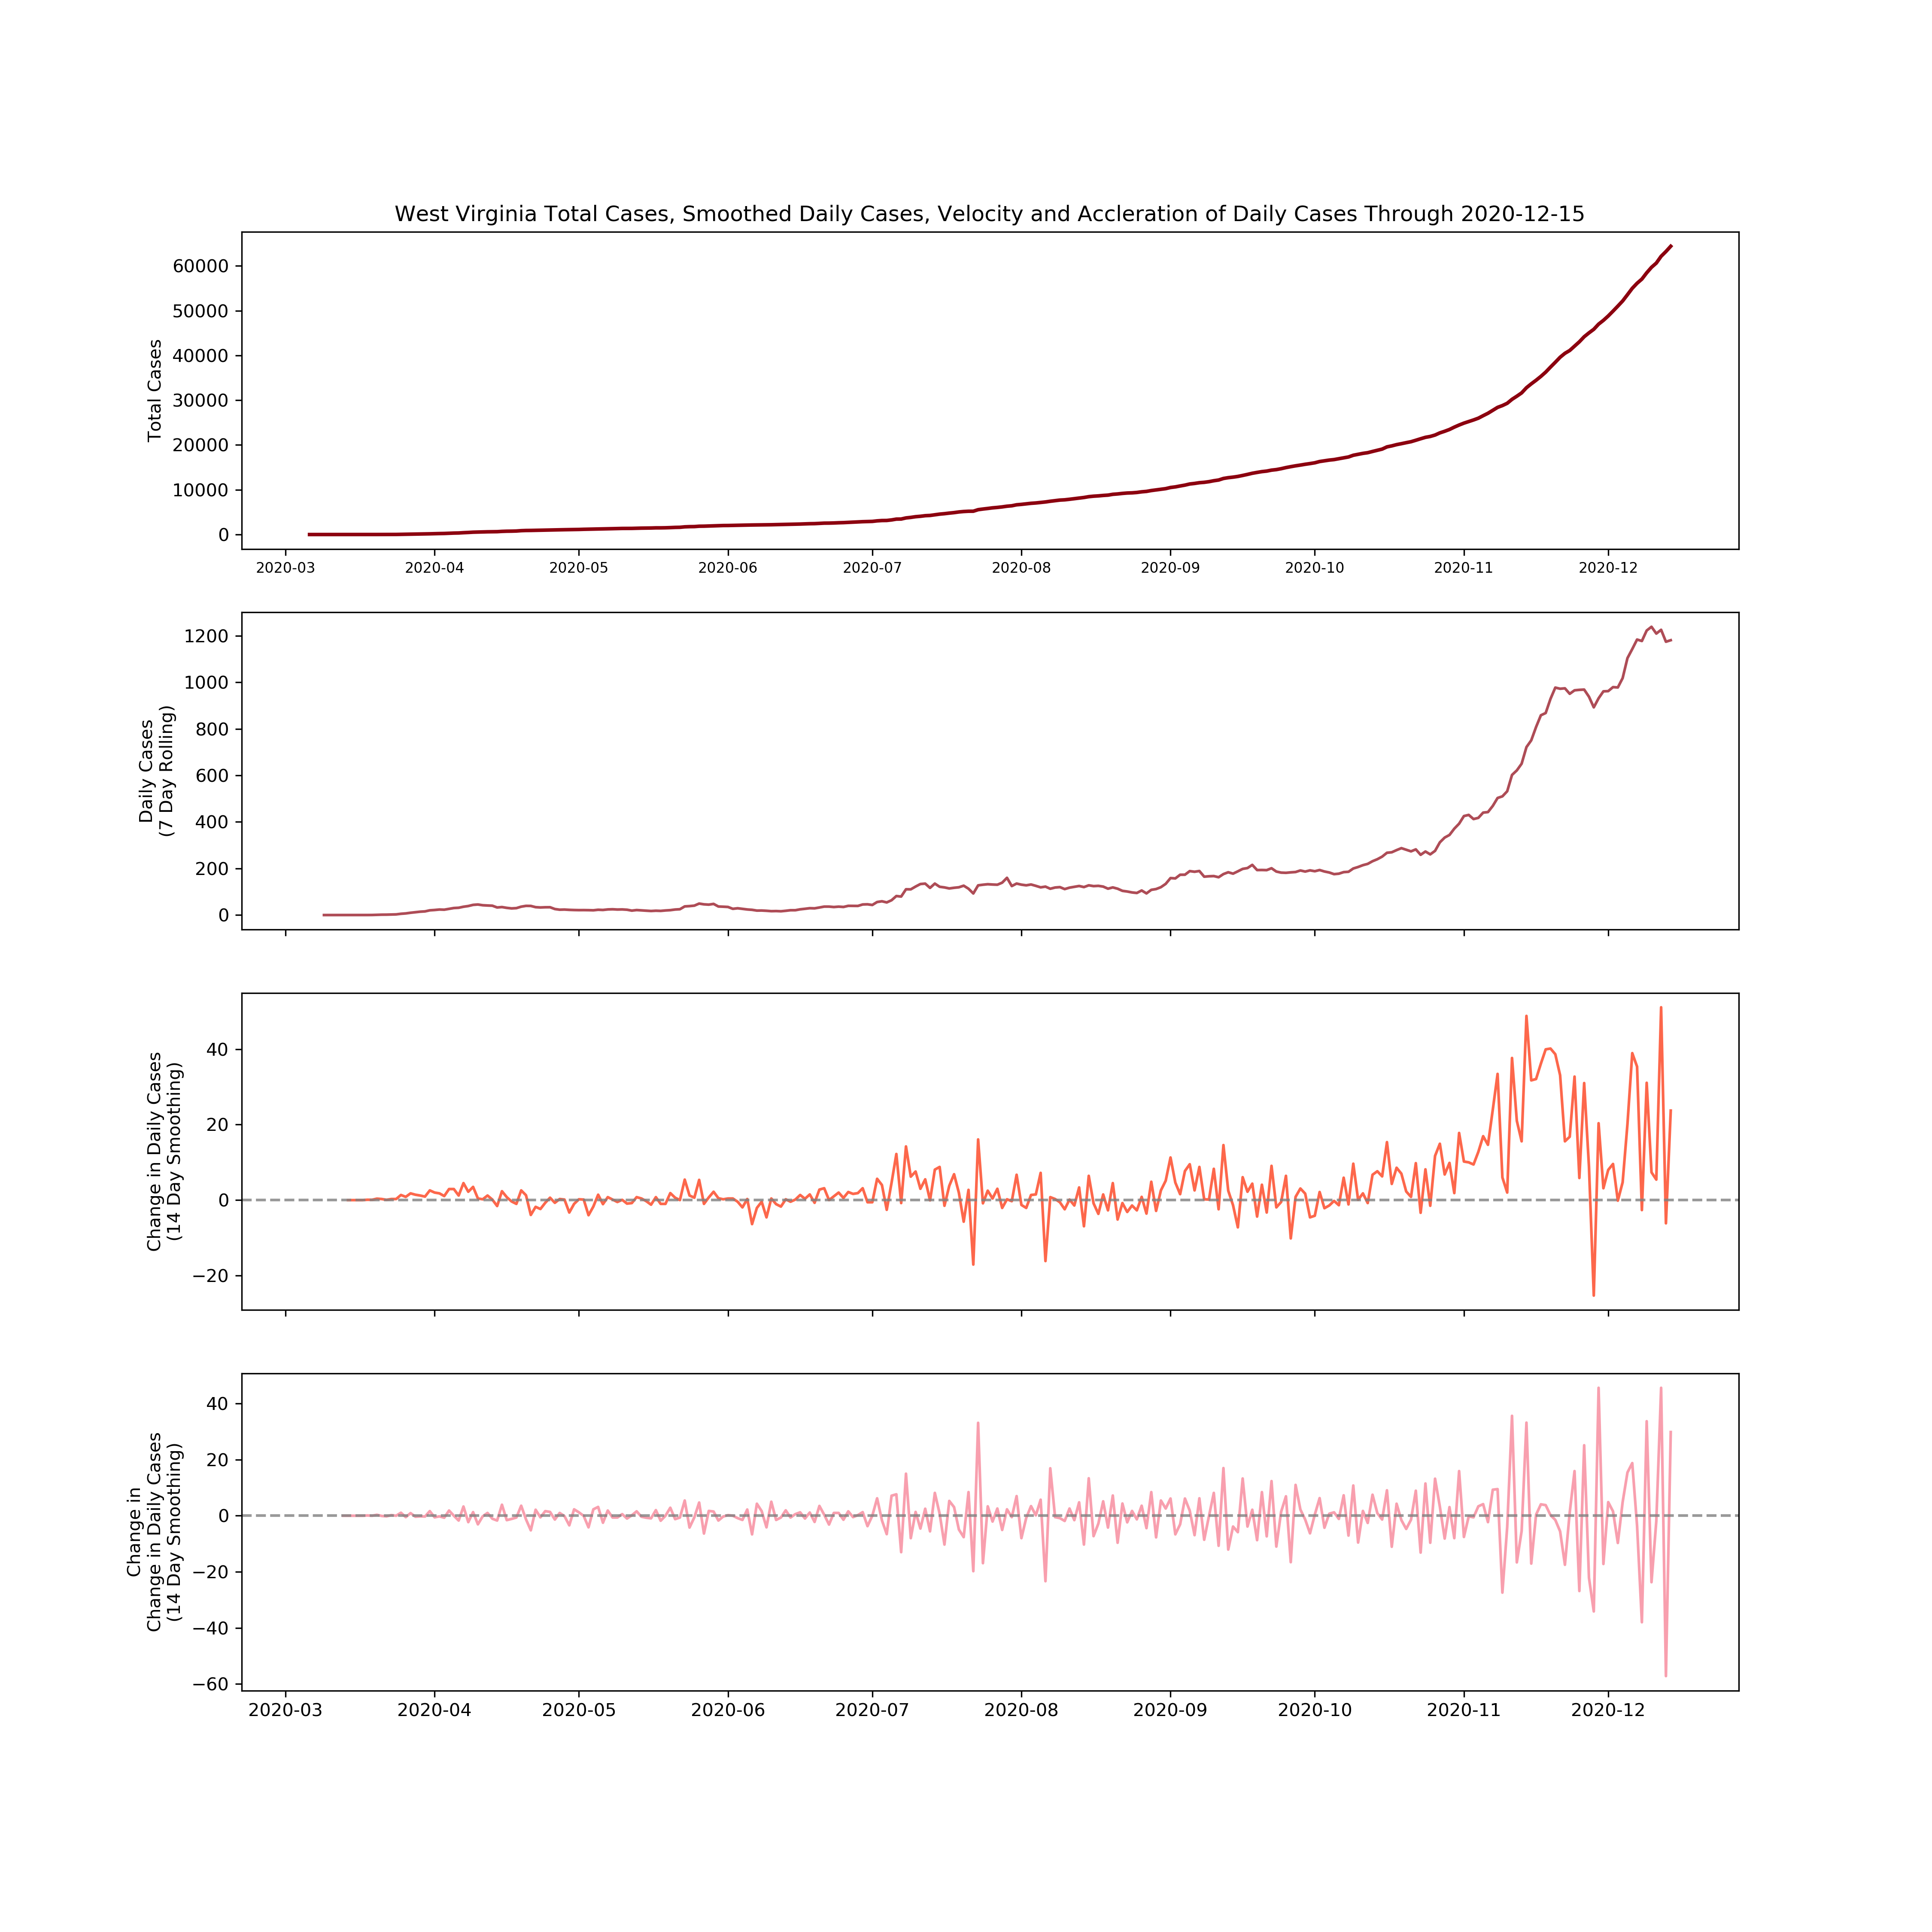 West Virginia Total Cases, Smoothed Daily Cases, Velocity and Accleration of Daily Cases Through 2020-12-15
Total Cases
60000
50000
40000
30000
20000
10000
0
2020-03 2020-04 2020-05 2020-06 2020-07 2020-08 2020-09 2020-10 2020-11 2020-12
Daily Cases
(7 Day Rolling)
1200
1000
800
600
400
200
0
Change in Daily Cases
(14 Day Smoothing)
40
20
0
−20
Change in
Change in Daily Cases
(14 Day Smoothing)
40
20
0
−20
−40
−60
2020-03 2020-04 2020-05 2020-06 2020-07 2020-08 2020-09 2020-10 2020-11 2020-12